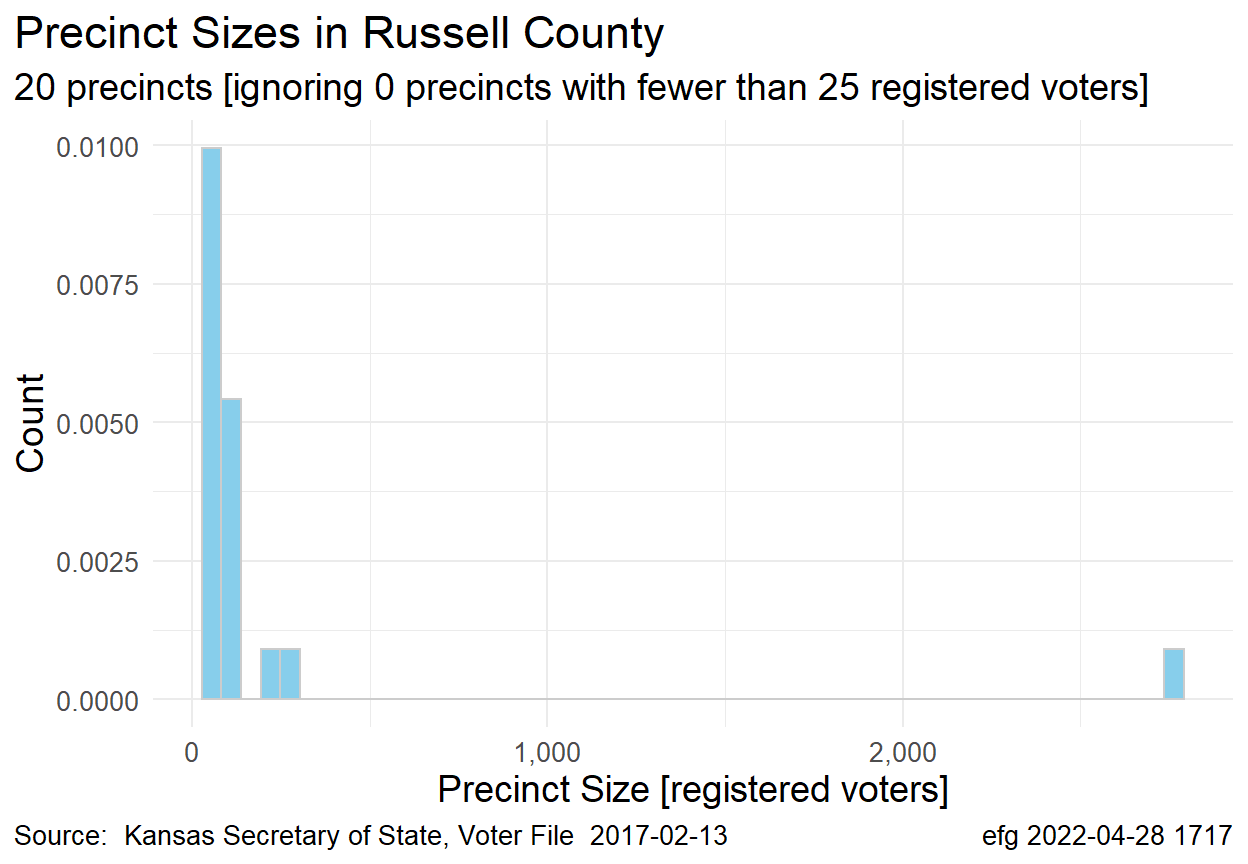 Precinct Sizes in Russell County
20 precincts [ignoring 0 precincts with fewer than 25 registered voters]
0.0100
0.0075
0.0050
0.0025
0.0000
Count
0 1,000 2,000
Precinct Size [registered voters]
Source:  Kansas Secretary of State, Voter File  2017-02-13 efg 2022-04-28 1717